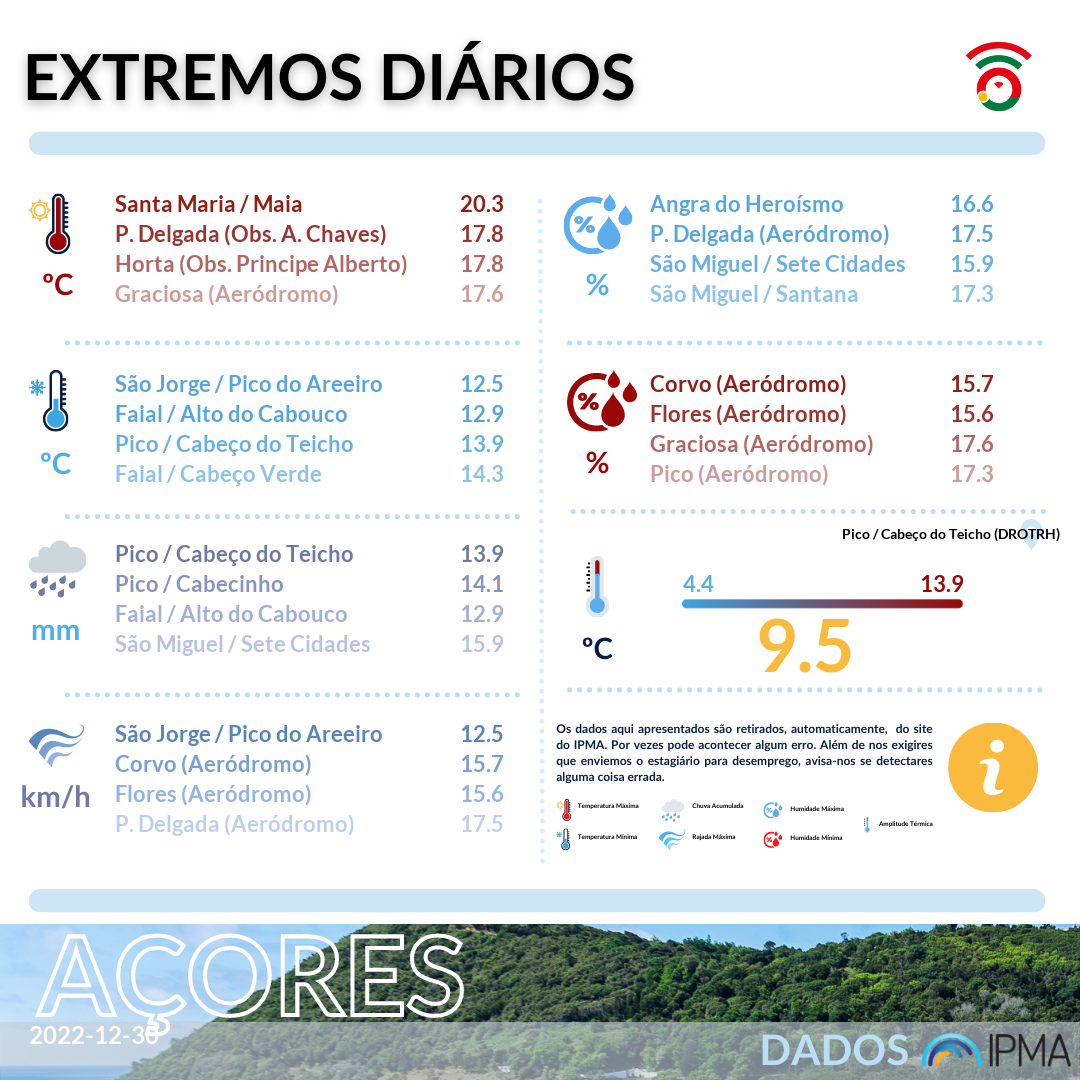 EXTREMOS DIÁRIOS
Santa Maria / Maia 20.3
P. Delgada (Obs. A. Chaves) 17.8
Horta (Obs. Principe Alberto) 17.8
Graciosa (Aeródromo) 17.6
ºC
São Jorge / Pico do Areeiro 12.5
Faial / Alto do Cabouco 12.9
Pico / Cabeço do Teicho 13.9
Faial / Cabeço Verde 14.3
ºC
Pico / Cabeço do Teicho 13.9
Pico / Cabecinho 14.1
Faial / Alto do Cabouco 12.9
São Miguel / Sete Cidades 15.9
mm
São Jorge / Pico do Areeiro 12.5
Corvo (Aeródromo) 15.7
Flores (Aeródromo) 15.6
P. Delgada (Aeródromo) 17.5
km/h
%
Angra do Heroísmo 16.6
P. Delgada (Aeródromo) 17.5
São Miguel / Sete Cidades 15.9
São Miguel / Santana 17.3
%
%
Corvo (Aeródromo) 15.7
Flores (Aeródromo) 15.6
Graciosa (Aeródromo) 17.6
Pico (Aeródromo) 17.3
%
Pico / Cabeço do Teicho (DROTRH)
4.4 13.9
9.5
ºC
Os dados aqui apresentados são retirados, automaticamente, do site
do IPMA. Por vezes pode acontecer algum erro. Além de nos exigires
que enviemos o estagiário para desemprego, avisa-nos se detectares
alguma coisa errada.
i
Temperatura Máxima Chuva Acumulada Humidade Máxima
Amplitude Térmica
Temperatura Mínima Rajada Máxima Humidade Mínima
AÇORES
2022-12-30
DADOS IPMA